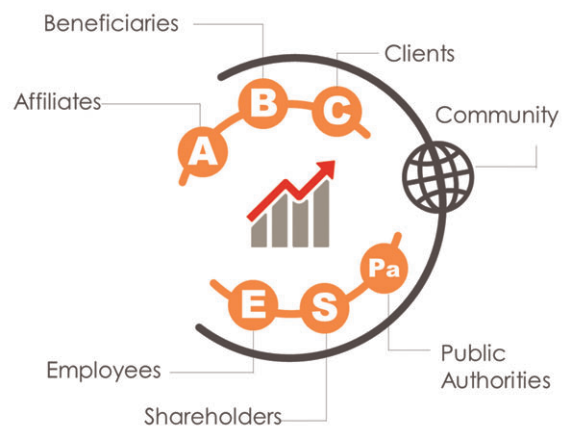 Beneficiaries
Clients
Affiliates
Community
A
B
C
E
S
Pa
Employees
Shareholders
Public
Authorities